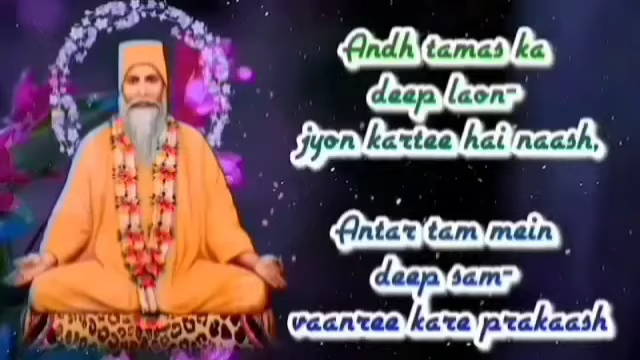 Andh tamas ka
deep laon-
jyon kartee hai naash,
Antar tam mein
deep sam-
vaanree kare prakaash